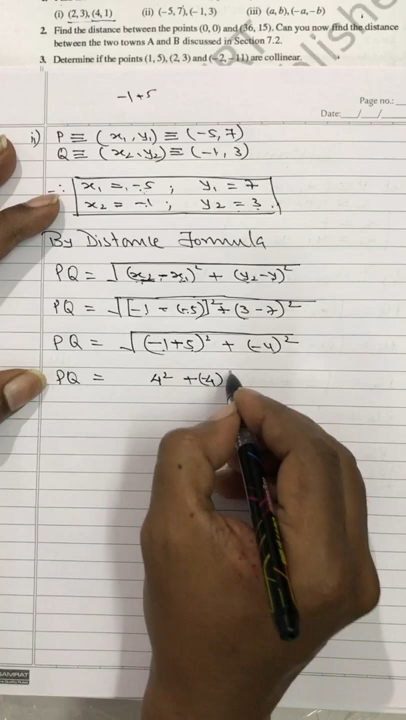 (i) (2, 3), (4, 1) (ii) (−5, 7), (−1, 3) (iii) (a, b), (−a, −b)
2. Find the distance between the points (0, 0) and (36, 15). Can you now find the distance
between the two towns A and B discussed in Section 7.2.
3. Determine if the points (1, 5), (2, 3) and (−2, −11) are collinear.
-1+5
Page no.:
Date: / /
ii) P ≡ (x₁, y₁) ≡ (-5, 7)
Q ≡ (x₂, y₂) ≡ (-1, 3)
∴ x₁ = -5 ; y₁ = 7
x₂ = -1 ; y₂ = 3.
By Distance Formula
PQ = √(x₂-x₁)² + (y₂-y)²
PQ = √[-1 - (-5)]² + (3-7)²
PQ = √(-1+5)² + (-4)²
PQ = 4² + (-4)
SAMRAT